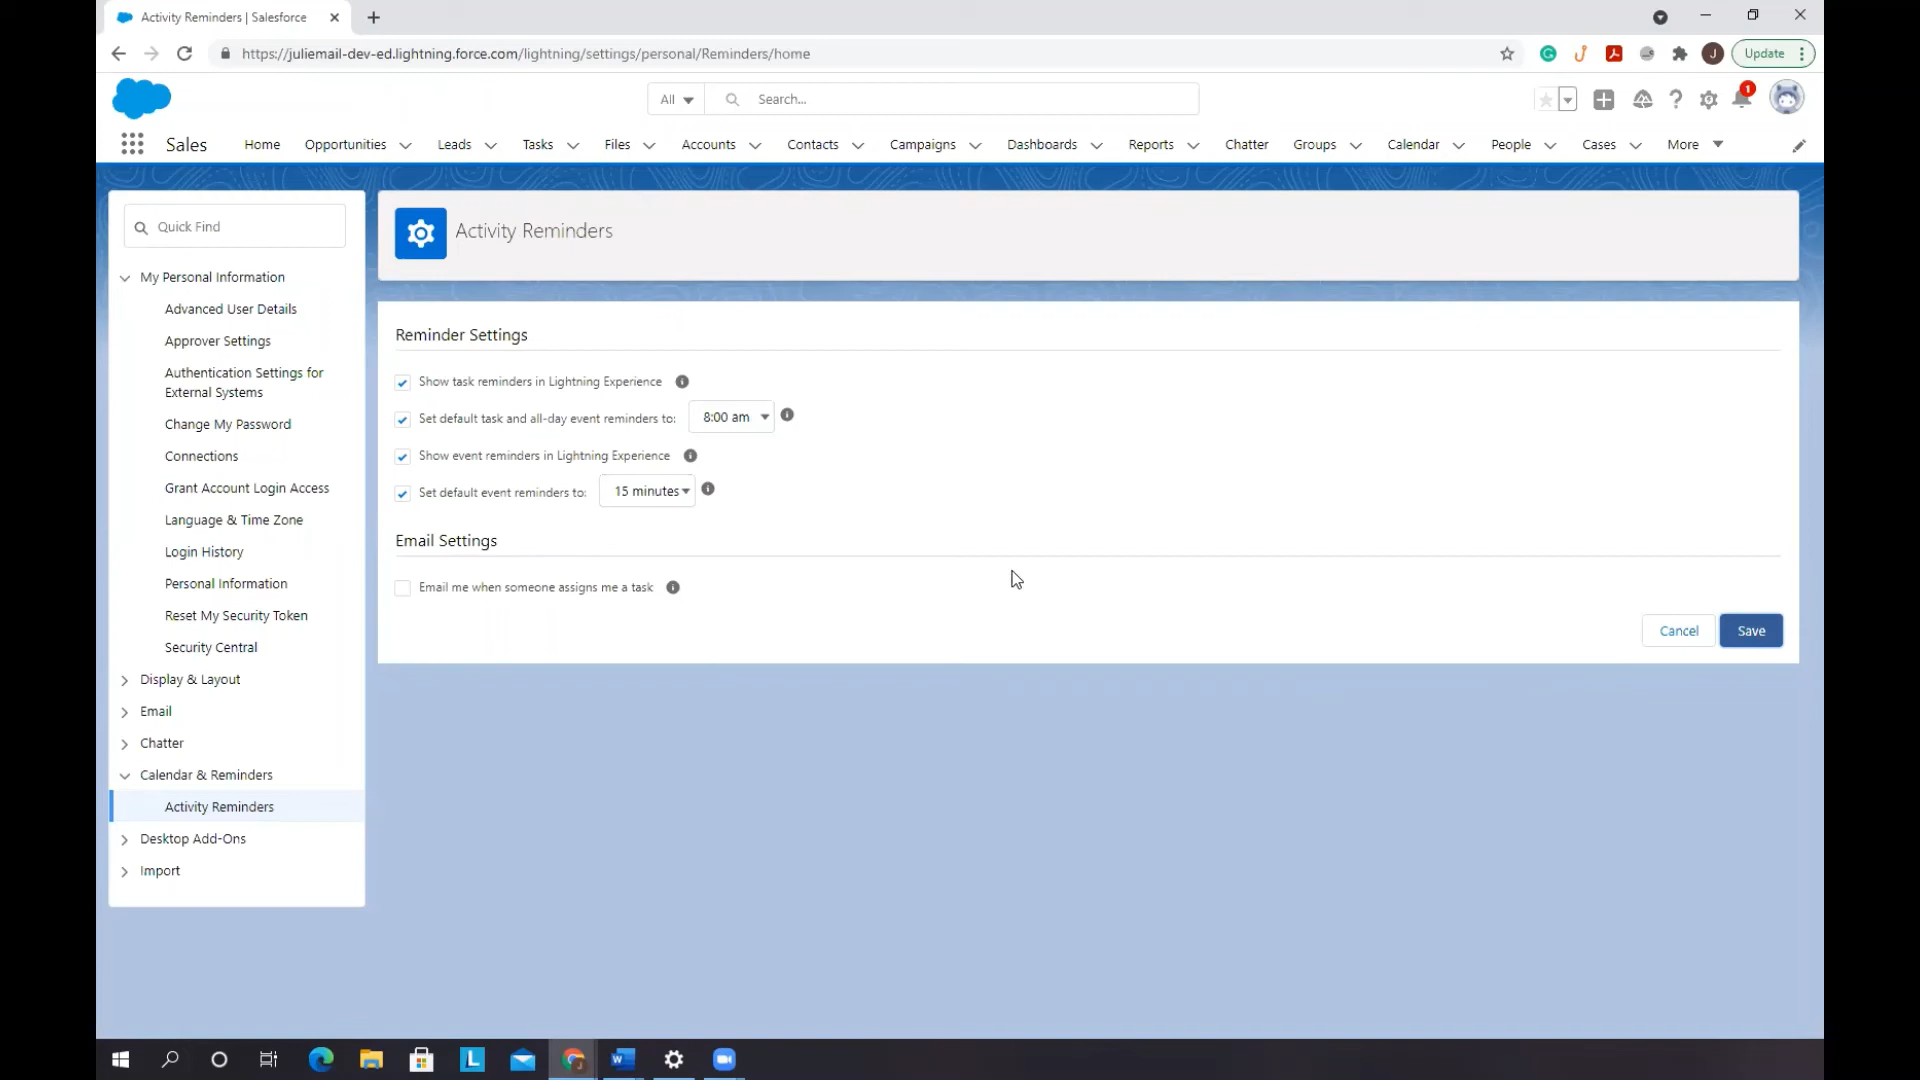 Activity Reminders | Salesforce
https://juliemail-dev-ed.lightning.force.com/lightning/settings/personal/Reminders/home
J
Update
All
Search...
1
Sales
Home
Opportunities
Leads
Tasks
Files
Accounts
Contacts
Campaigns
Dashboards
Reports
Chatter
Groups
Calendar
People
Cases
More
Quick Find
My Personal Information
Advanced User Details
Approver Settings
Authentication Settings for
External Systems
Change My Password
Connections
Grant Account Login Access
Language & Time Zone
Login History
Personal Information
Reset My Security Token
Security Central
Display & Layout
Email
Chatter
Calendar & Reminders
Activity Reminders
Desktop Add-Ons
Import
Activity Reminders
Reminder Settings
Show task reminders in Lightning Experience
Set default task and all-day event reminders to: 8:00 am
Show event reminders in Lightning Experience
Set default event reminders to: 15 minutes
Email Settings
Email me when someone assigns me a task
Cancel
Save
L
W